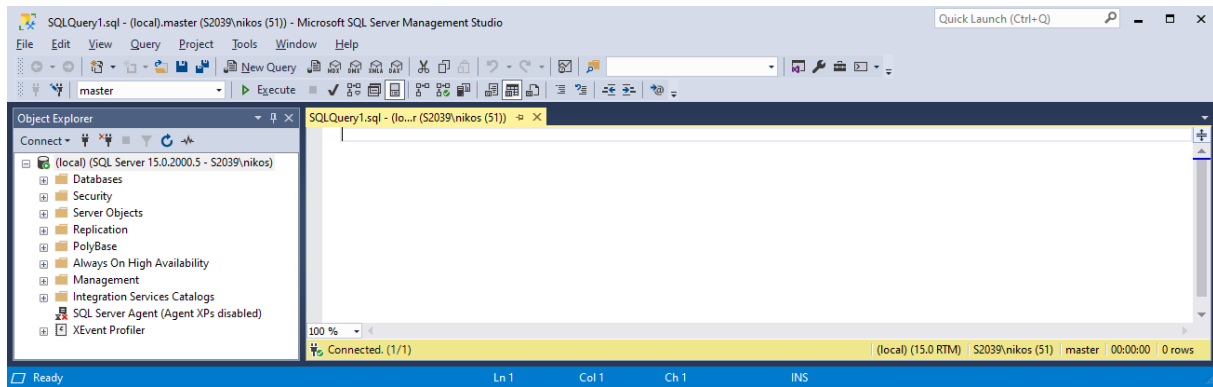 SQLQuery1.sql - (local).master (S2039\nikos (51)) - Microsoft SQL Server Management Studio
Quick Launch (Ctrl+Q)
File Edit View Query Project Tools Window Help
New Query
master Execute
Object Explorer
SQLQuery1.sql - (lo...r (S2039\nikos (51))
Connect
(local) (SQL Server 15.0.2000.5 - S2039\nikos)
Databases
Security
Server Objects
Replication
PolyBase
Always On High Availability
Management
Integration Services Catalogs
SQL Server Agent (Agent XPs disabled)
XEvent Profiler
100 %
Connected. (1/1) (local) (15.0 RTM) S2039\nikos (51) master 00:00:00 0 rows
Ready Ln 1 Col 1 Ch 1 INS